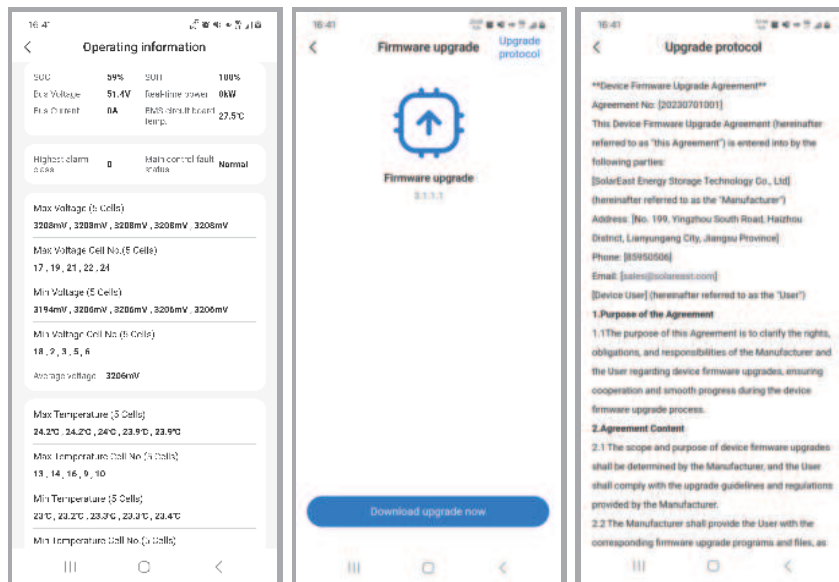 16:41
Operating information
SOC 59% SOH 100%
Bus Voltage 51.4V Real-time power 0kW
Bus Current 0A BMS circuit board temp. 27.5℃
Highest alarm class 0 Main control fault status Normal
Max Voltage (5 Cells)
3208mV , 3208mV , 3208mV , 3208mV , 3208mV
Max Voltage Cell No.(5 Cells)
17 , 19 , 21 , 22 , 24
Min Voltage (5 Cells)
3194mV , 3206mV , 3206mV , 3206mV , 3206mV
Min Voltage Cell No.(5 Cells)
18 , 2 , 3 , 5 , 6
Average voltage 3206mV
Max Temperature (5 Cells)
24.2℃ , 24.2℃ , 24℃ , 23.9℃ , 23.9℃
Max Temperature Cell No.(5 Cells)
13 , 14 , 16 , 9 , 10
Min Temperature (5 Cells)
23℃ , 23.2℃ , 23.3℃ , 23.3℃ , 23.4℃
Min Temperature Cell No.(5 Cells)
16:41
Firmware upgrade
Upgrade
protocol
Firmware upgrade
3.1.1.1
Download upgrade now
16:41
Upgrade protocol
**Device Firmware Upgrade Agreement**
Agreement No: [20230701001]
This Device Firmware Upgrade Agreement (hereinafter
referred to as "this Agreement") is entered into by the
following parties:
[SolarEast Energy Storage Technology Co., Ltd]
(hereinafter referred to as the "Manufacturer")
Address: [No. 199, Yingzhou South Road, Haizhou
District, Lianyungang City, Jiangsu Province]
Phone: [85950506]
Email: [sales@solareast.com]
[Device User] (hereinafter referred to as the "User")
1.Purpose of the Agreement
1.1The purpose of this Agreement is to clarify the rights,
obligations, and responsibilities of the Manufacturer and
the User regarding device firmware upgrades, ensuring
cooperation and smooth progress during the device
firmware upgrade process.
2.Agreement Content
2.1 The scope and purpose of device firmware upgrades
shall be determined by the Manufacturer, and the User
shall comply with the upgrade guidelines and regulations
provided by the Manufacturer.
2.2 The Manufacturer shall provide the User with the
corresponding firmware upgrade programs and files, as